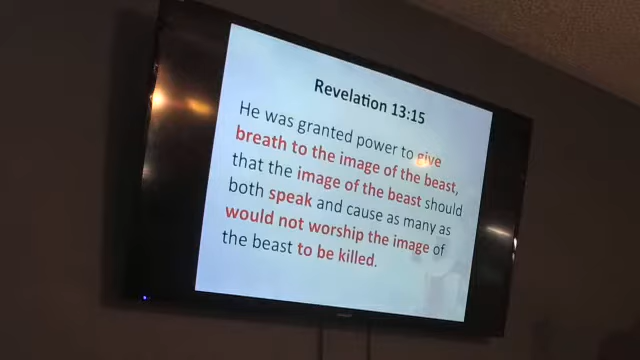 Revelation 13:15
He was granted power to give
breath to the image of the beast,
that the image of the beast should
both speak and cause as many as
would not worship the image of
the beast to be killed.